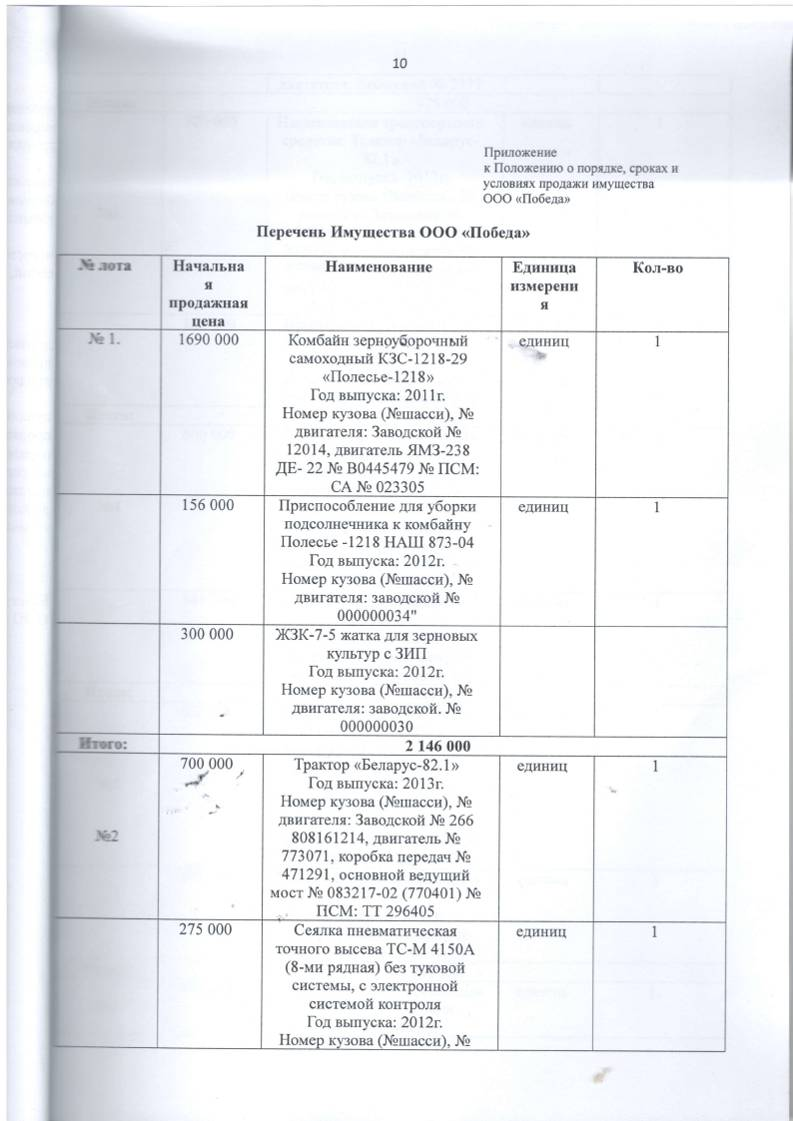 10
Приложение
к Положению о порядке, сроках и
условиях продажи имущества
ООО «Победа»
Перечень Имущества ООО «Победа»
№ лота
Начальна
я
продажная
цена
Наименование
Единица
измерени
я
Кол-во
№ 1.
1690 000
Комбайн зерноуборочный
самоходный КЗС-1218-29
«Полесье-1218»
Год выпуска: 2011г.
Номер кузова (№шасси), №
двигателя: Заводской №
12014, двигатель ЯМЗ-238
ДЕ- 22 № В0445479 № ПСМ:
СА № 023305
единиц
1
156 000
Приспособление для уборки
подсолнечника к комбайну
Полесье -1218 НАШ 873-04
Год выпуска: 2012г.
Номер кузова (№шасси), №
двигателя: заводской №
000000034"
единиц
1
300 000
ЖЗК-7-5 жатка для зерновых
культур с ЗИП
Год выпуска: 2012г.
Номер кузова (№шасси), №
двигателя: заводской. №
000000030
Итого:
2 146 000
№2
700 000
Трактор «Беларус-82.1»
Год выпуска: 2013г.
Номер кузова (№шасси), №
двигателя: Заводской № 266
808161214, двигатель №
773071, коробка передач №
471291, основной ведущий
мост № 083217-02 (770401) №
ПСМ: ТТ 296405
единиц
1
275 000
Сеялка пневматическая
точного высева ТС-М 4150А
(8-ми рядная) без туковой
системы, с электронной
системой контроля
Год выпуска: 2012г.
Номер кузова (№шасси), №
единиц
1